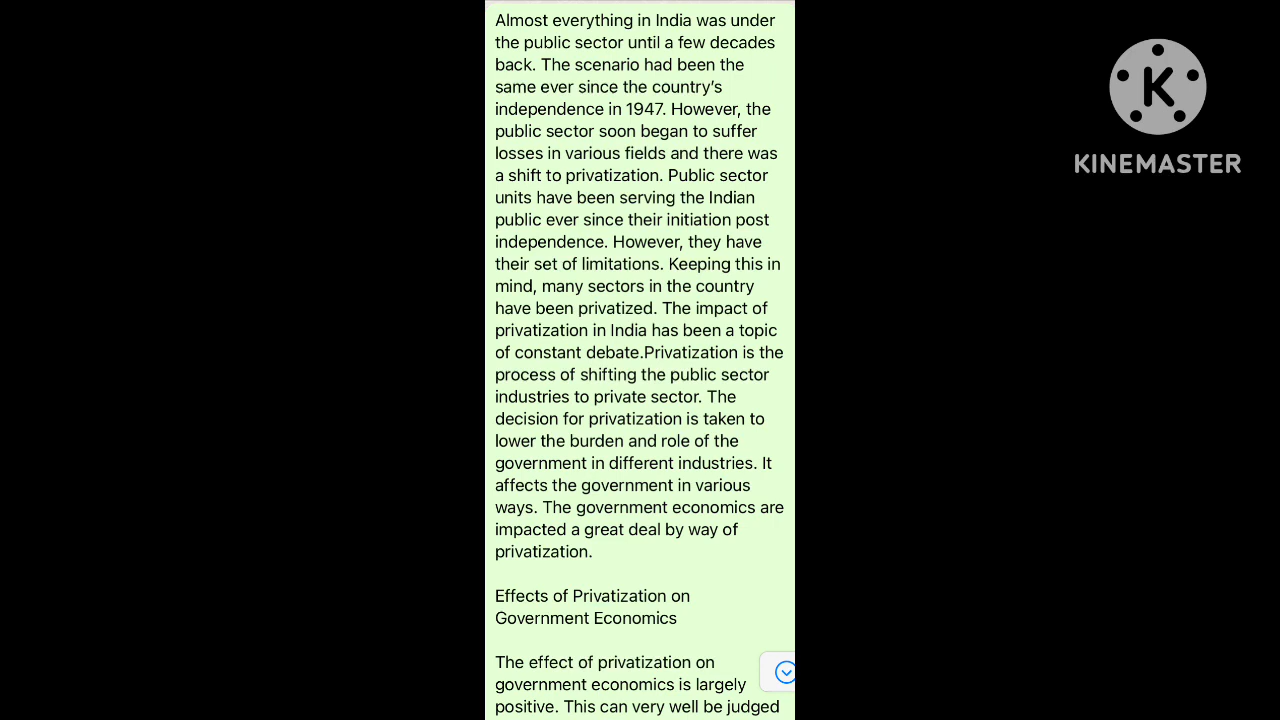 Almost everything in India was under
the public sector until a few decades
back. The scenario had been the
same ever since the country’s
independence in 1947. However, the
public sector soon began to suffer
losses in various fields and there was
a shift to privatization. Public sector
units have been serving the Indian
public ever since their initiation post
independence. However, they have
their set of limitations. Keeping this in
mind, many sectors in the country
have been privatized. The impact of
privatization in India has been a topic
of constant debate.Privatization is the
process of shifting the public sector
industries to private sector. The
decision for privatization is taken to
lower the burden and role of the
government in different industries. It
affects the government in various
ways. The government economics are
impacted a great deal by way of
privatization.
Effects of Privatization on
Government Economics
The effect of privatization on
government economics is largely
positive. This can very well be judged
K
KINEMASTER